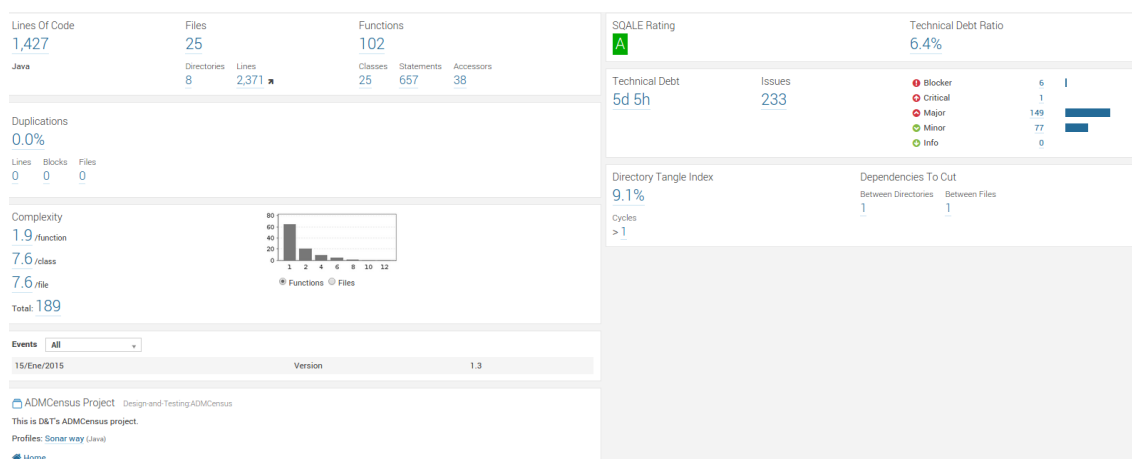 Lines Of Code Files Functions
1,427 25 102
Java Directories Lines Classes Statements Accessors
8 2,371 25 657 38
Duplications
0.0%
Lines Blocks Files
0 0 0
Complexity
1.9 /function
7.6 /class
7.6 /file
Total: 189
80
60
40
20
0
1 2 4 6 8 10 12
Functions Files
Events All
15/Ene/2015 Version 1.3
ADMCensus Project Design-and-Testing:ADMCensus
This is D&T's ADMCensus project.
Profiles: Sonar way (Java)
Home
SQALE Rating Technical Debt Ratio
A 6.4%
Technical Debt Issues
5d 5h 233
Blocker 6
Critical 1
Major 149
Minor 77
Info 0
Directory Tangle Index Dependencies To Cut
9.1% Between Directories Between Files
1 1
Cycles
> 1